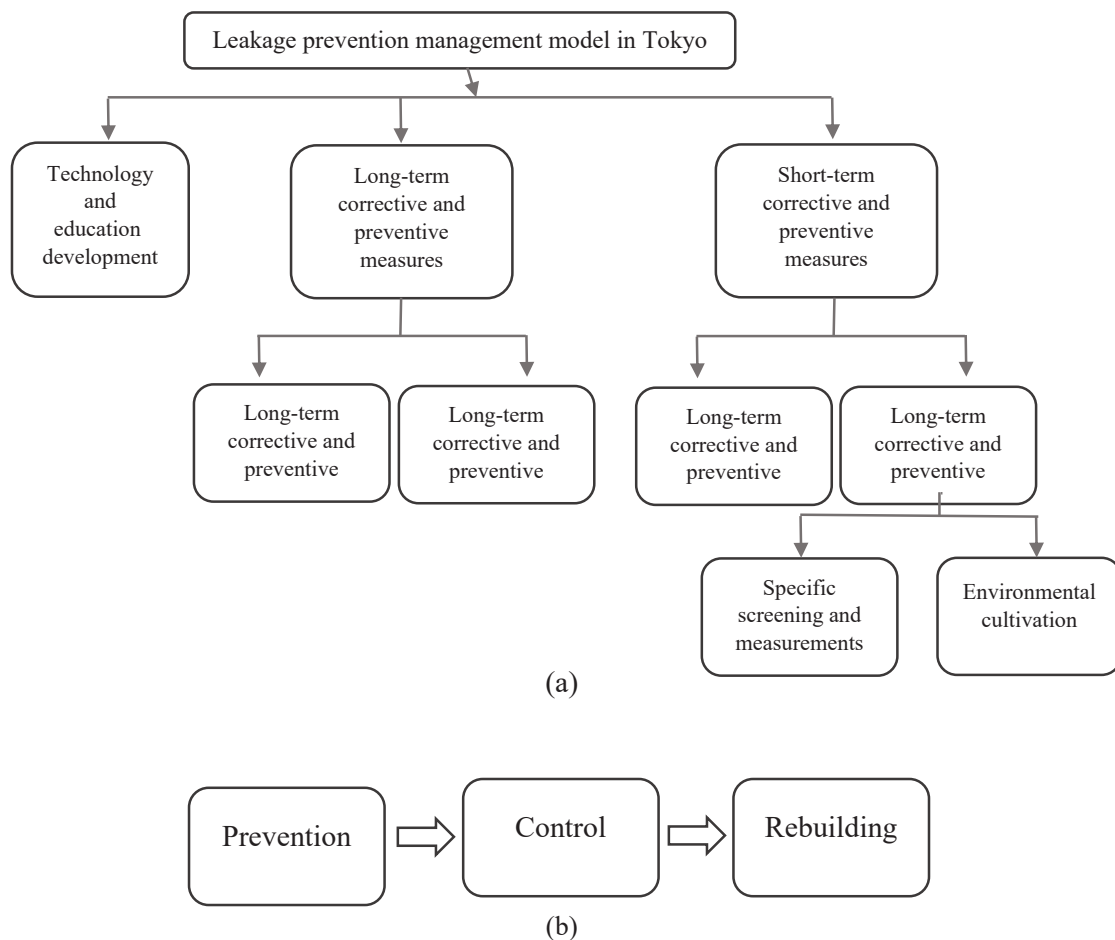 Leakage prevention management model in Tokyo
Technology
and
education
development
Long-term
corrective and
preventive
measures
Short-term
corrective and
preventive
measures
Long-term
corrective and
preventive
Long-term
corrective and
preventive
Long-term
corrective and
preventive
Long-term
corrective and
preventive
Specific
screening and
measurements
Environmental
cultivation
(a)
Prevention
Control
Rebuilding
(b)